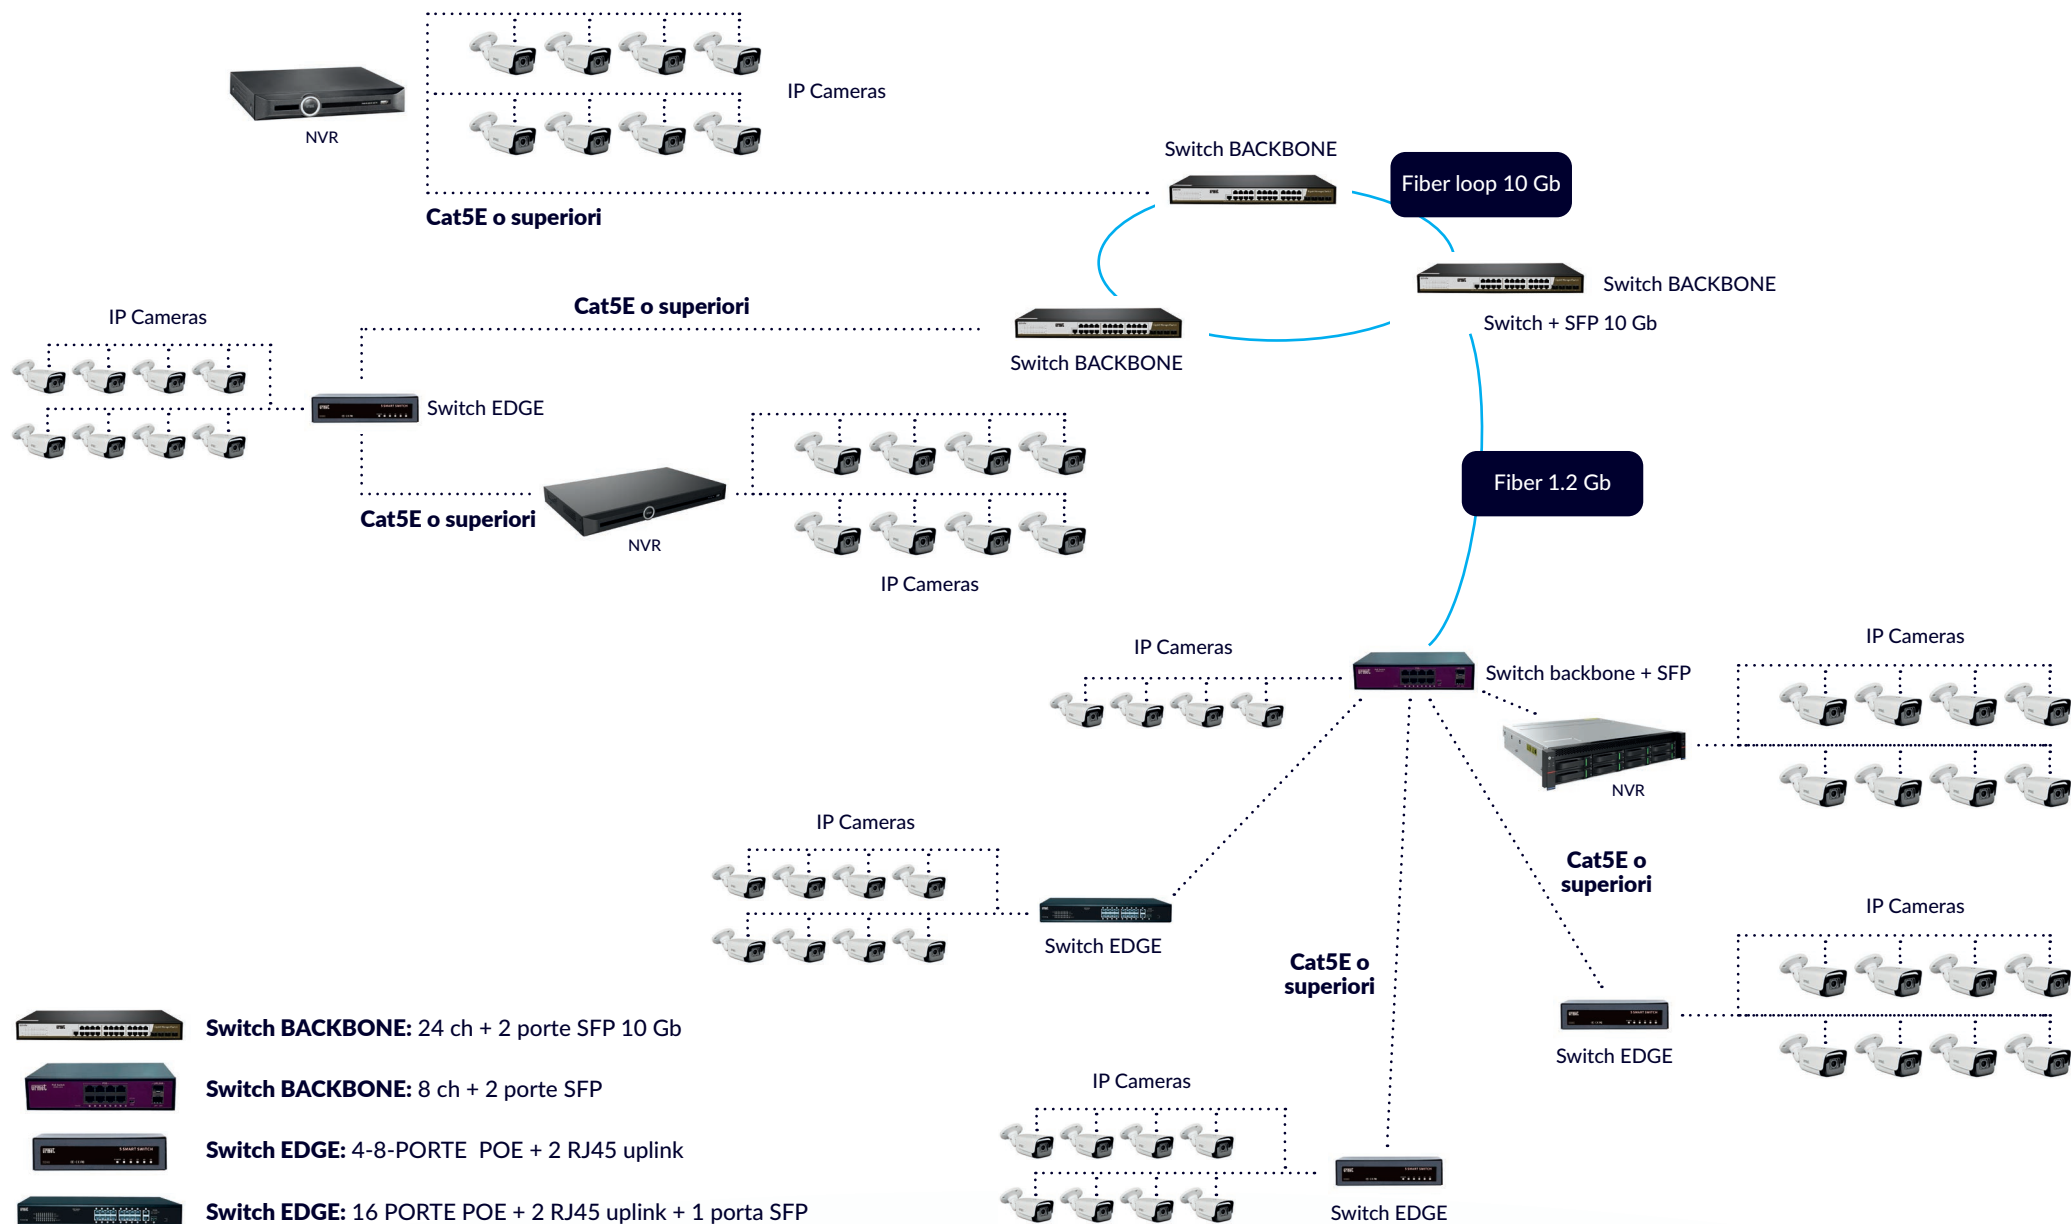 IP Cameras
NVR
Switch BACKBONE
Fiber loop 10 Gb
Cat5E o superiori
Switch BACKBONE
Switch + SFP 10 Gb
Cat5E o superiori
Switch BACKBONE
IP Cameras
Switch EDGE
Cat5E o superiori
NVR
IP Cameras
Fiber 1.2 Gb
IP Cameras
Switch backbone + SFP
IP Cameras
NVR
IP Cameras
Switch EDGE
Cat5E o
superiori
Cat5E o
superiori
IP Cameras
Switch EDGE
IP Cameras
Switch EDGE
Switch BACKBONE: 24 ch + 2 porte SFP 10 Gb
Switch BACKBONE: 8 ch + 2 porte SFP
Switch EDGE: 4-8-PORTE POE + 2 RJ45 uplink
Switch EDGE: 16 PORTE POE + 2 RJ45 uplink + 1 porta SFP